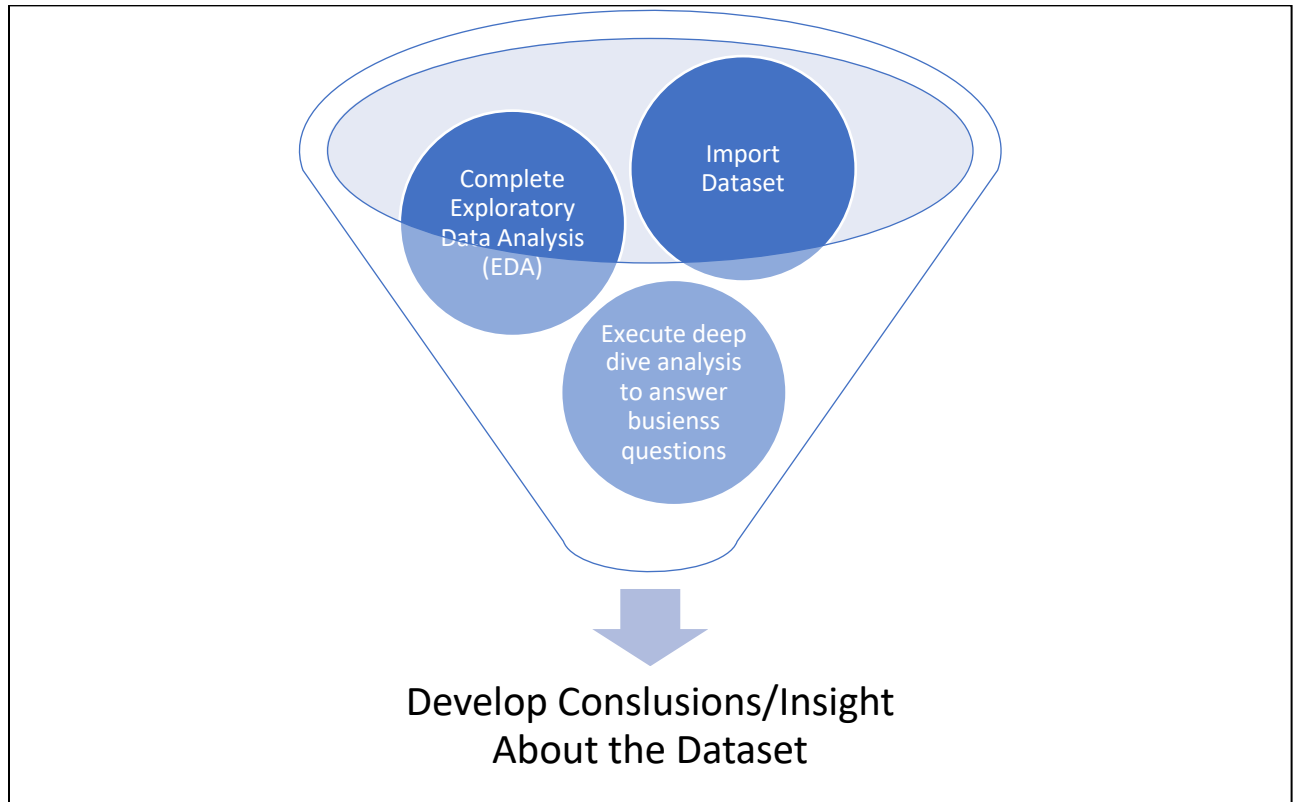 Import
Dataset
Complete
Exploratory
Data Analysis
(EDA)
Execute deep
dive analysis
to answer
busienss
questions
Develop Conslusions/Insight
About the Dataset